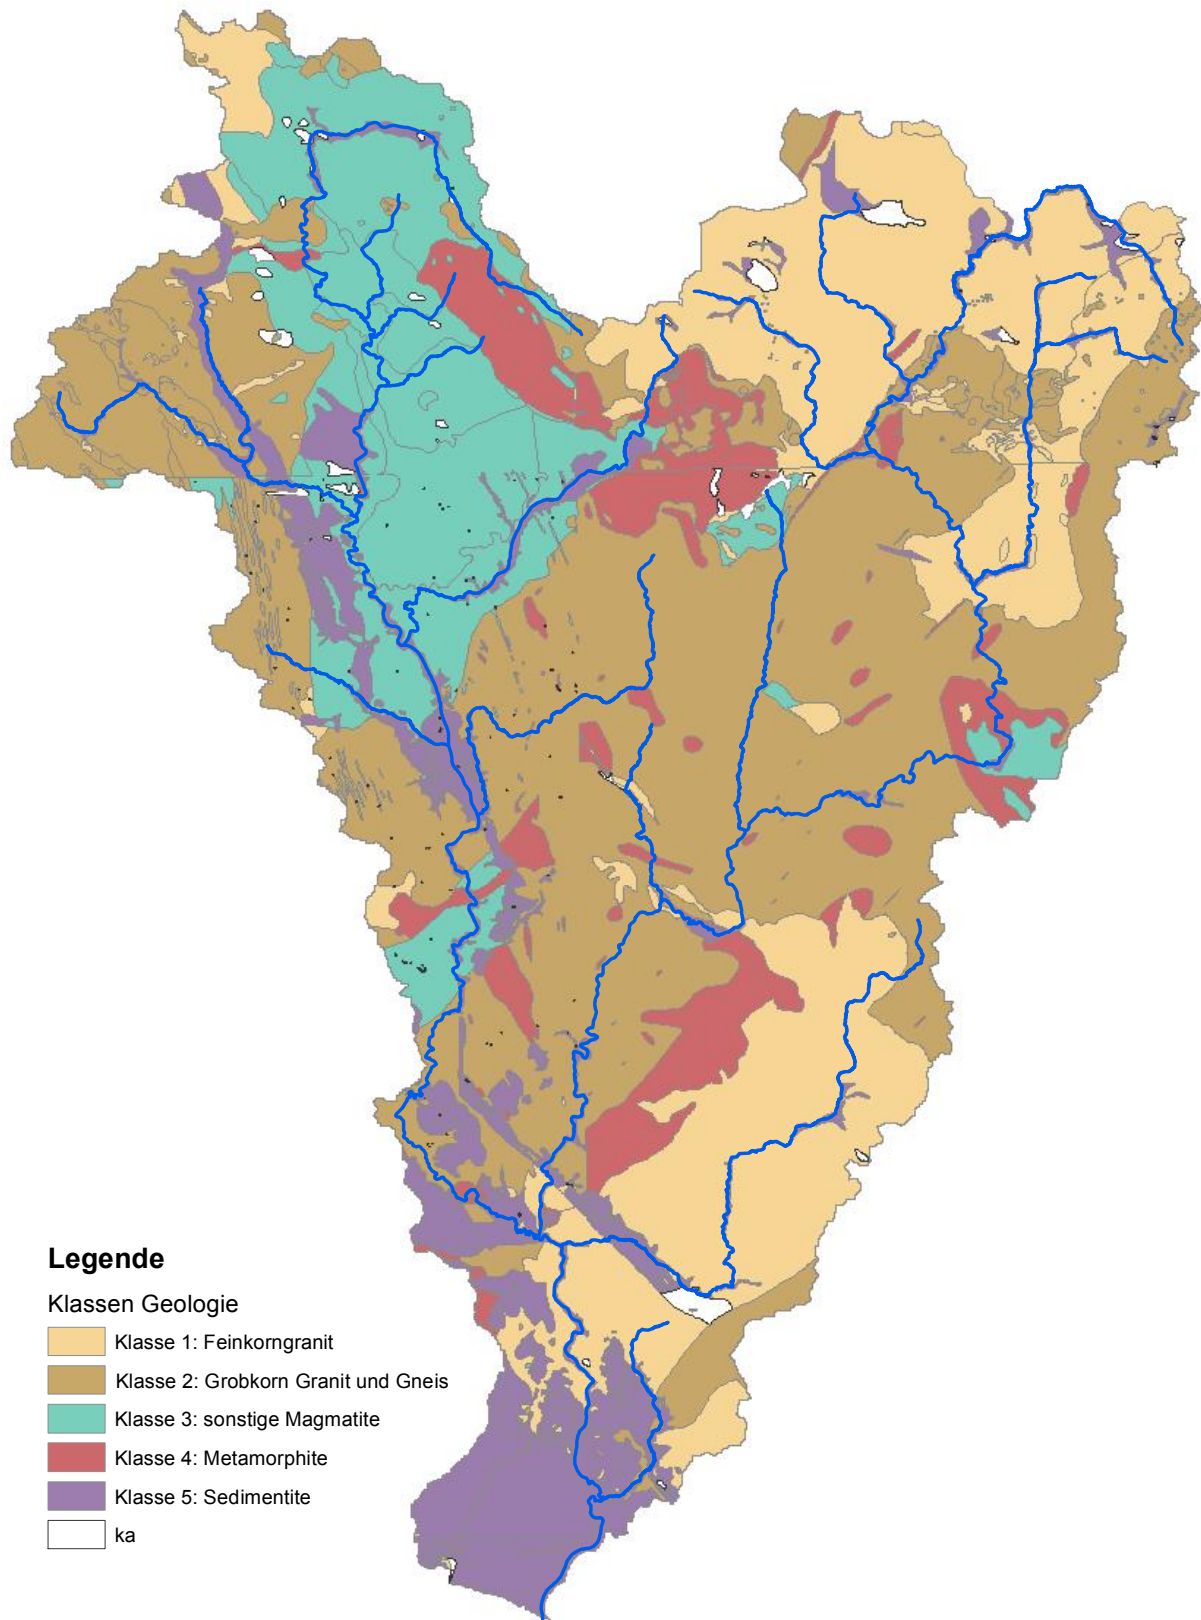 Legende
Klassen Geologie
Klasse 1: Feinkorngranit
Klasse 2: Grobkorn Granit und Gneis
Klasse 3: sonstige Magmatite
Klasse 4: Metamorphite
Klasse 5: Sedimentite
ka